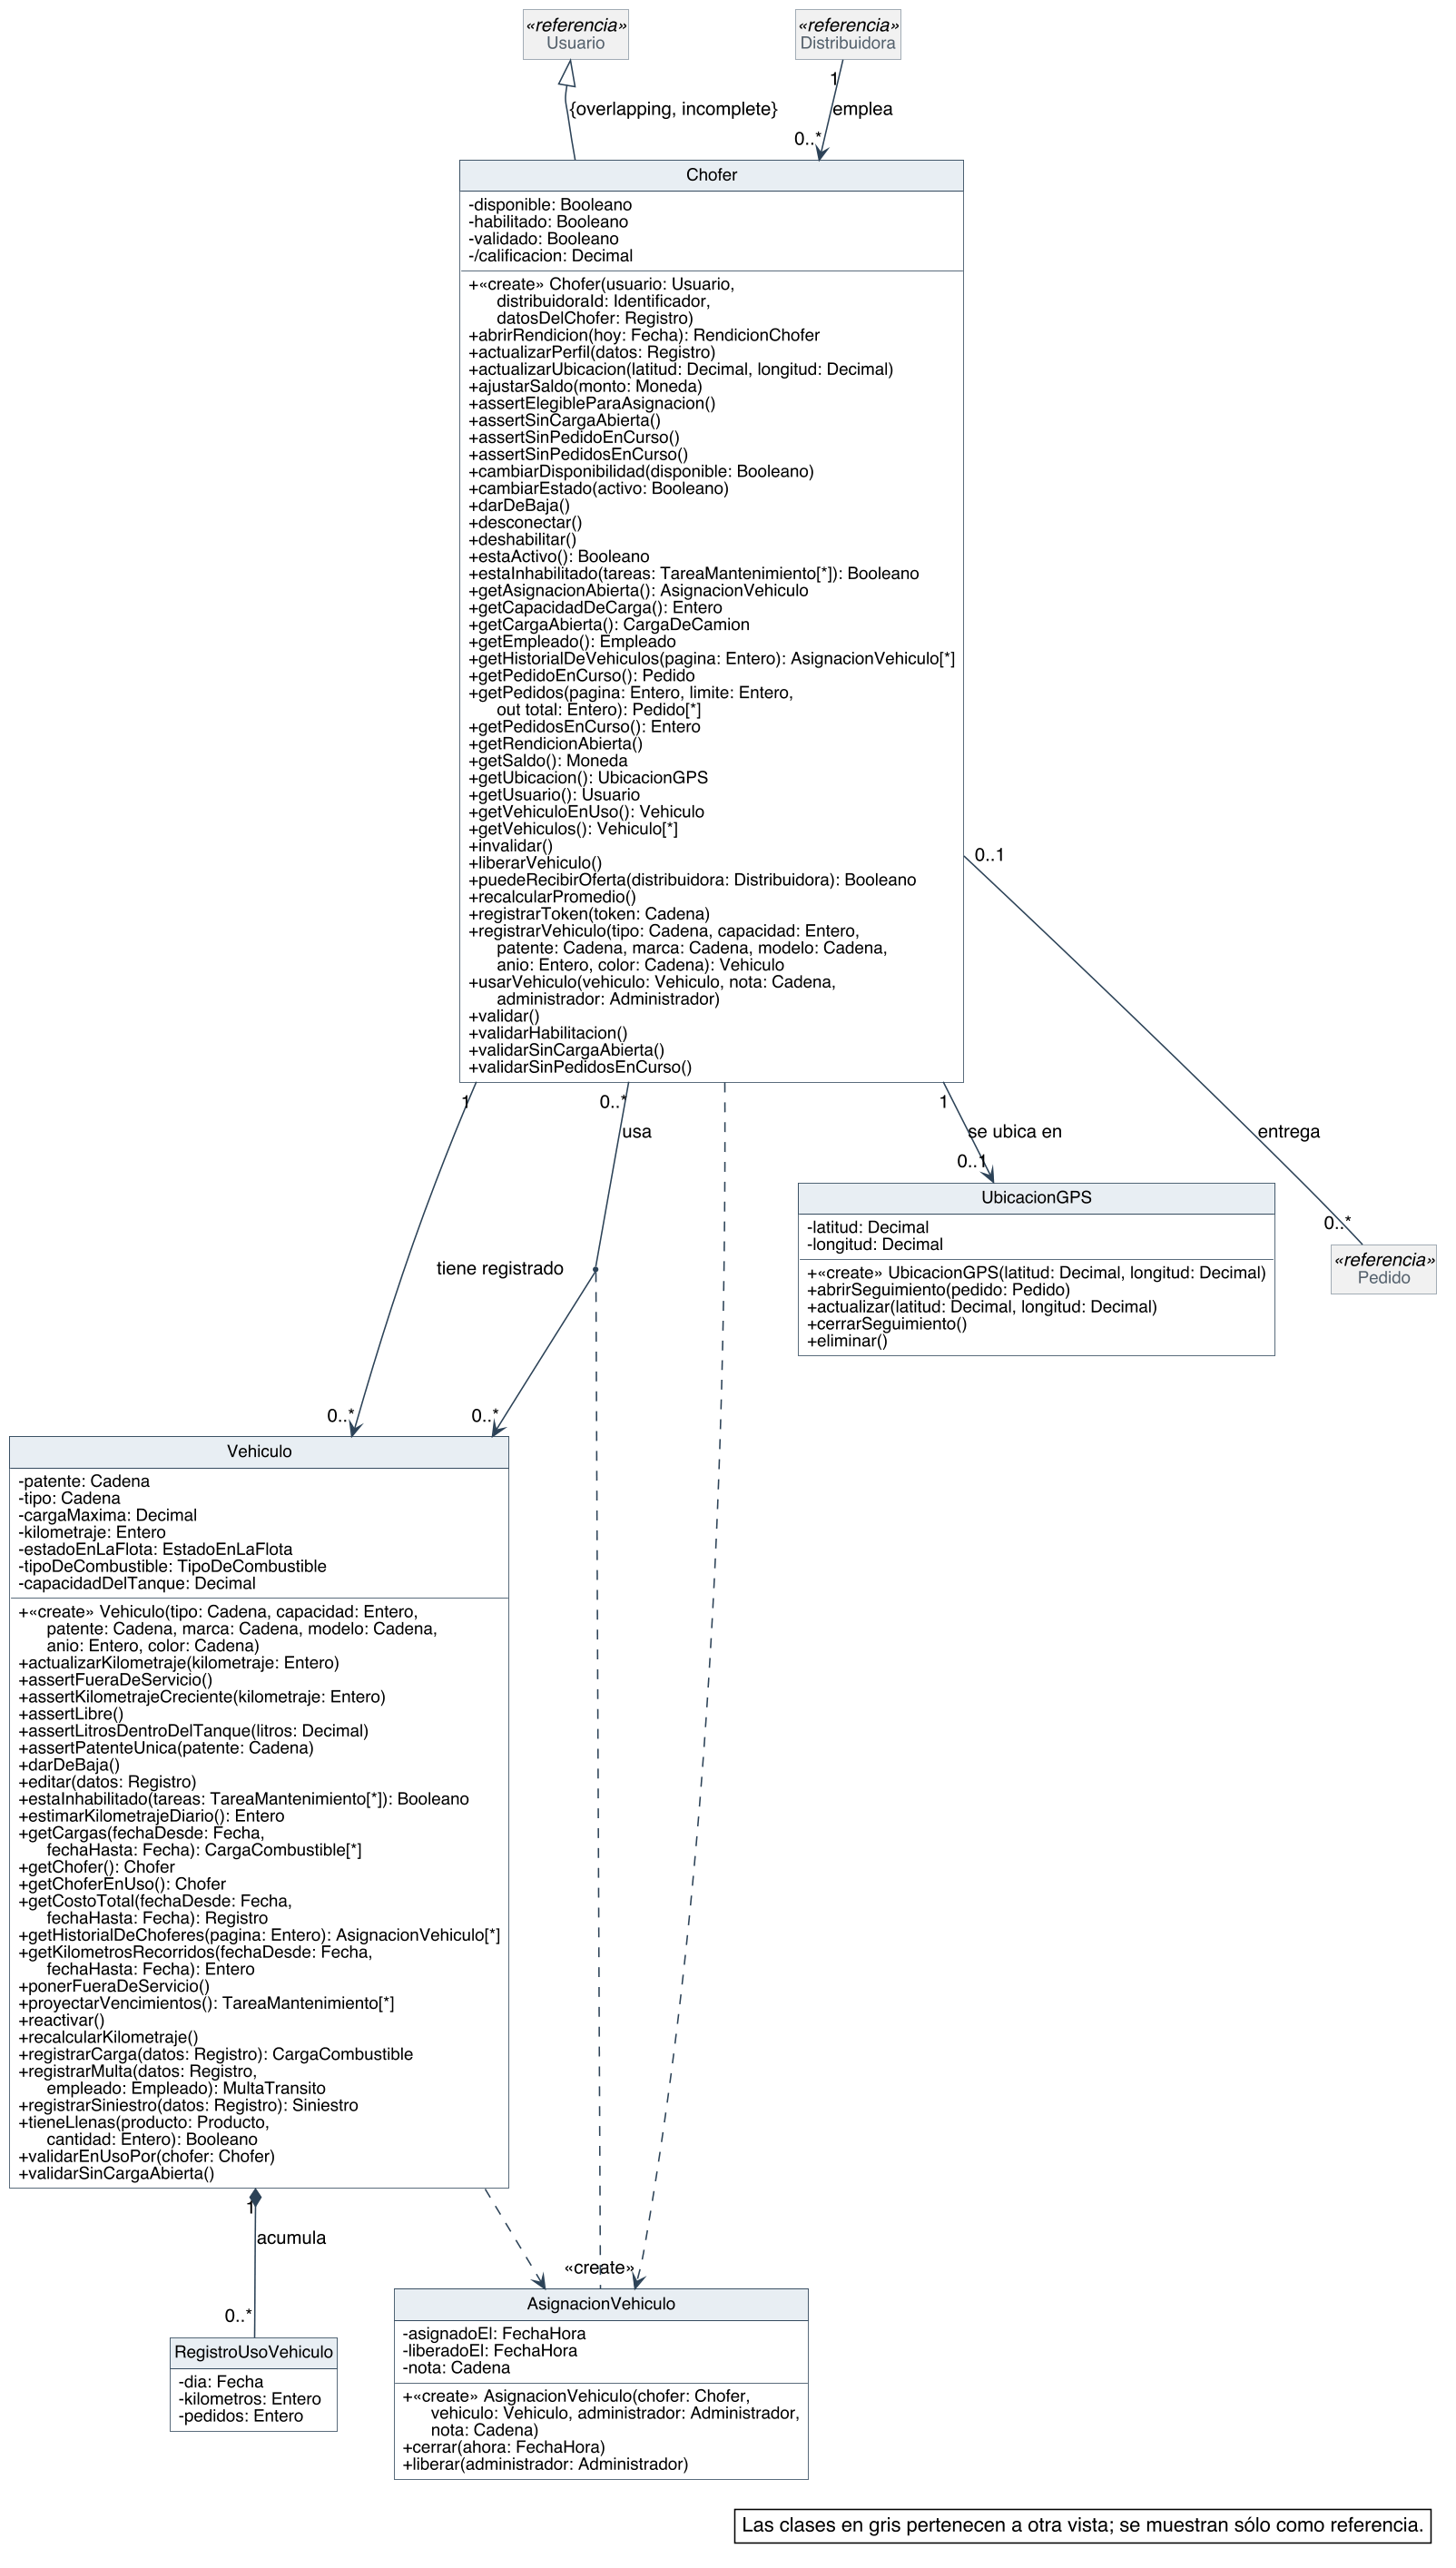 «referencia»
Usuario
«referencia»
Distribuidora
{overlapping, incomplete}
1
emplea
0..*
Chofer
-disponible: Booleano
-habilitado: Booleano
-validado: Booleano
-/calificacion: Decimal
+«create» Chofer(usuario: Usuario,
distribuidoraId: Identificador,
datosDelChofer: Registro)
+abrirRendicion(hoy: Fecha): RendicionChofer
+actualizarPerfil(datos: Registro)
+actualizarUbicacion(latitud: Decimal, longitud: Decimal)
+ajustarSaldo(monto: Moneda)
+assertElegibleParaAsignacion()
+assertSinCargaAbierta()
+assertSinPedidoEnCurso()
+assertSinPedidosEnCurso()
+cambiarDisponibilidad(disponible: Booleano)
+cambiarEstado(activo: Booleano)
+darDeBaja()
+desconectar()
+deshabilitar()
+estaActivo(): Booleano
+estaInhabilitado(tareas: TareaMantenimiento[*]): Booleano
+getAsignacionAbierta(): AsignacionVehiculo
+getCapacidadDeCarga(): Entero
+getCargaAbierta(): CargaDeCamion
+getEmpleado(): Empleado
+getHistorialDeVehiculos(pagina: Entero): AsignacionVehiculo[*]
+getPedidoEnCurso(): Pedido
+getPedidos(pagina: Entero, limite: Entero,
out total: Entero): Pedido[*]
+getPedidosEnCurso(): Entero
+getRendicionAbierta()
+getSaldo(): Moneda
+getUbicacion(): UbicacionGPS
+getUsuario(): Usuario
+getVehiculoEnUso(): Vehiculo
+getVehiculos(): Vehiculo[*]
+invalidar()
+liberarVehiculo()
+puedeRecibirOferta(distribuidora: Distribuidora): Booleano
+recalcularPromedio()
+registrarToken(token: Cadena)
+registrarVehiculo(tipo: Cadena, capacidad: Entero,
patente: Cadena, marca: Cadena, modelo: Cadena,
anio: Entero, color: Cadena): Vehiculo
+usarVehiculo(vehiculo: Vehiculo, nota: Cadena,
administrador: Administrador)
+validar()
+validarHabilitacion()
+validarSinCargaAbierta()
+validarSinPedidosEnCurso()
0..1
entrega
0..*
«referencia»
Pedido
1
tiene registrado
0..*
0..*
usa
0..*
1
se ubica en
0..1
UbicacionGPS
-latitud: Decimal
-longitud: Decimal
+«create» UbicacionGPS(latitud: Decimal, longitud: Decimal)
+abrirSeguimiento(pedido: Pedido)
+actualizar(latitud: Decimal, longitud: Decimal)
+cerrarSeguimiento()
+eliminar()
Vehiculo
-patente: Cadena
-tipo: Cadena
-cargaMaxima: Decimal
-kilometraje: Entero
-estadoEnLaFlota: EstadoEnLaFlota
-tipoDeCombustible: TipoDeCombustible
-capacidadDelTanque: Decimal
+«create» Vehiculo(tipo: Cadena, capacidad: Entero,
patente: Cadena, marca: Cadena, modelo: Cadena,
anio: Entero, color: Cadena)
+actualizarKilometraje(kilometraje: Entero)
+assertFueraDeServicio()
+assertKilometrajeCreciente(kilometraje: Entero)
+assertLibre()
+assertLitrosDentroDelTanque(litros: Decimal)
+assertPatenteUnica(patente: Cadena)
+darDeBaja()
+editar(datos: Registro)
+estaInhabilitado(tareas: TareaMantenimiento[*]): Booleano
+estimarKilometrajeDiario(): Entero
+getCargas(fechaDesde: Fecha,
fechaHasta: Fecha): CargaCombustible[*]
+getChofer(): Chofer
+getChoferEnUso(): Chofer
+getCostoTotal(fechaDesde: Fecha,
fechaHasta: Fecha): Registro
+getHistorialDeChoferes(pagina: Entero): AsignacionVehiculo[*]
+getKilometrosRecorridos(fechaDesde: Fecha,
fechaHasta: Fecha): Entero
+ponerFueraDeServicio()
+proyectarVencimientos(): TareaMantenimiento[*]
+reactivar()
+recalcularKilometraje()
+registrarCarga(datos: Registro): CargaCombustible
+registrarMulta(datos: Registro,
empleado: Empleado): MultaTransito
+registrarSiniestro(datos: Registro): Siniestro
+tieneLlenas(producto: Producto,
cantidad: Entero): Booleano
+validarEnUsoPor(chofer: Chofer)
+validarSinCargaAbierta()
1
acumula
0..*
«create»
RegistroUsoVehiculo
-dia: Fecha
-kilometros: Entero
-pedidos: Entero
AsignacionVehiculo
-asignadoEl: FechaHora
-liberadoEl: FechaHora
-nota: Cadena
+«create» AsignacionVehiculo(chofer: Chofer,
vehiculo: Vehiculo, administrador: Administrador,
nota: Cadena)
+cerrar(ahora: FechaHora)
+liberar(administrador: Administrador)
Las clases en gris pertenecen a otra vista; se muestran sólo como referencia.